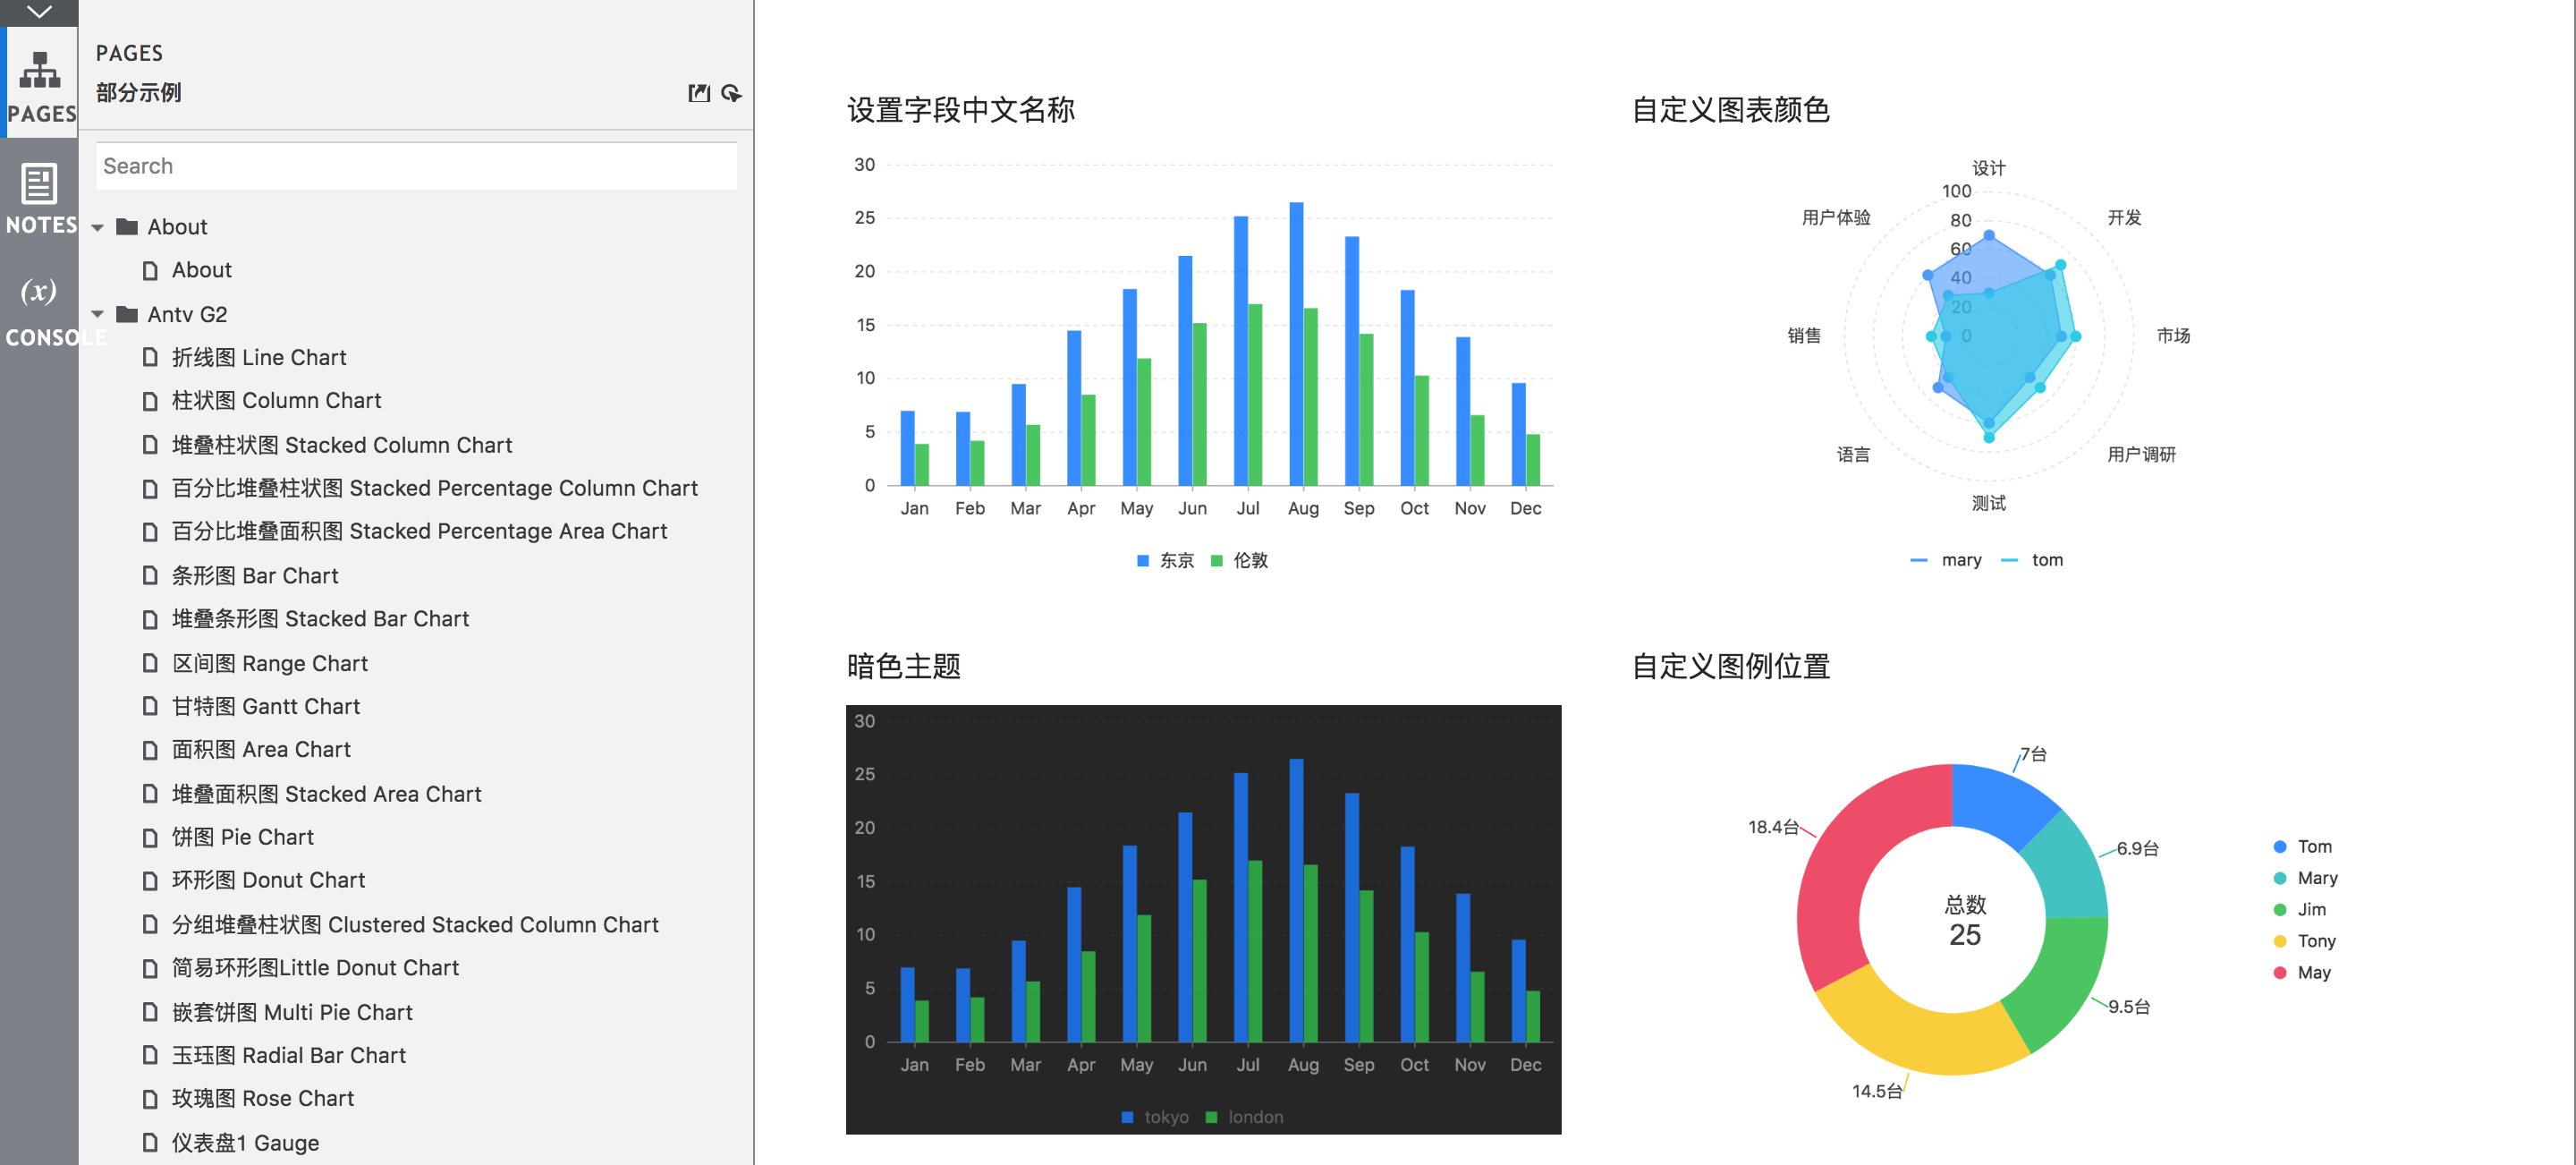 PAGES
NOTES
(x)
CONSOLE
PAGES
部分示例
Search
About
About
Antv G2
折线图 Line Chart
柱状图 Column Chart
堆叠柱状图 Stacked Column Chart
百分比堆叠柱状图 Stacked Percentage Column Chart
百分比堆叠面积图 Stacked Percentage Area Chart
条形图 Bar Chart
堆叠条形图 Stacked Bar Chart
区间图 Range Chart
甘特图 Gantt Chart
面积图 Area Chart
堆叠面积图 Stacked Area Chart
饼图 Pie Chart
环形图 Donut Chart
分组堆叠柱状图 Clustered Stacked Column Chart
简易环形图Little Donut Chart
嵌套饼图 Multi Pie Chart
玉珏图 Radial Bar Chart
玫瑰图 Rose Chart
仪表盘1 Gauge
设置字段中文名称
30
25
20
15
10
5
0
Jan Feb Mar Apr May Jun Jul Aug Sep Oct Nov Dec
东京 伦敦
自定义图表颜色
设计
100
用户体验 80 开发
60
40
20
销售 0 市场
语言 用户调研
测试
mary tom
暗色主题
30
25
20
15
10
5
0
Jan Feb Mar Apr May Jun Jul Aug Sep Oct Nov Dec
tokyo london
自定义图例位置
7台
18.4台
6.9台
总数
25
9.5台
14.5台
Tom
Mary
Jim
Tony
May